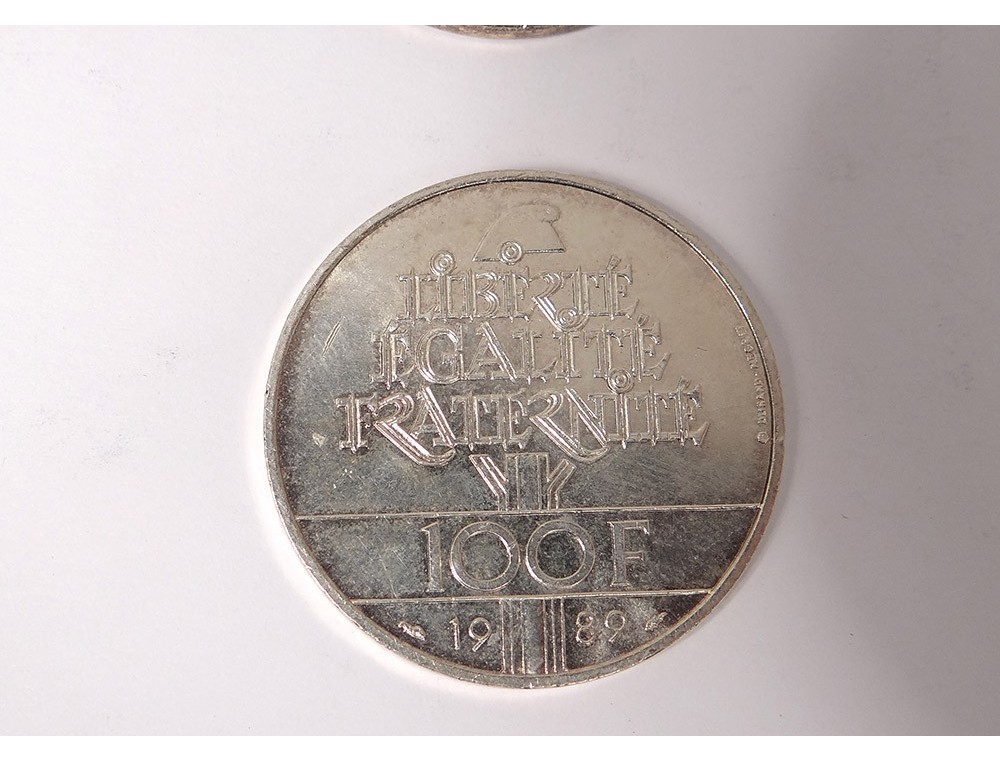 LIBERTÉ,
ÉGALITÉ,
FRATERNITÉ
100F
19 89